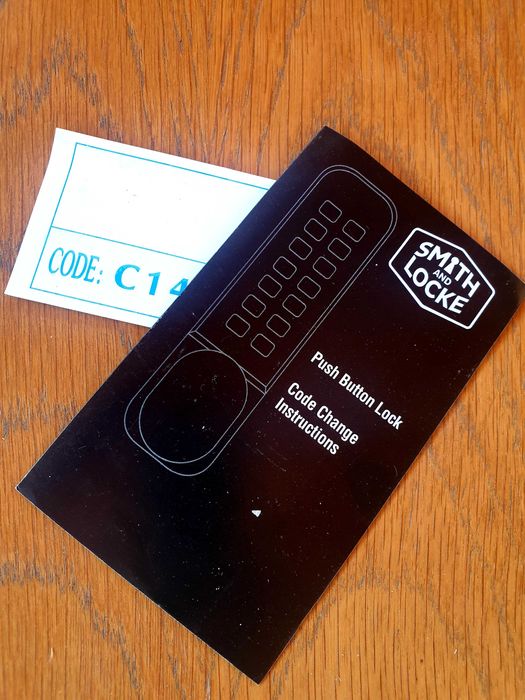 CODE: C14
SMITH
AND
LOCKE
Push Button Lock
Code Change
Instructions